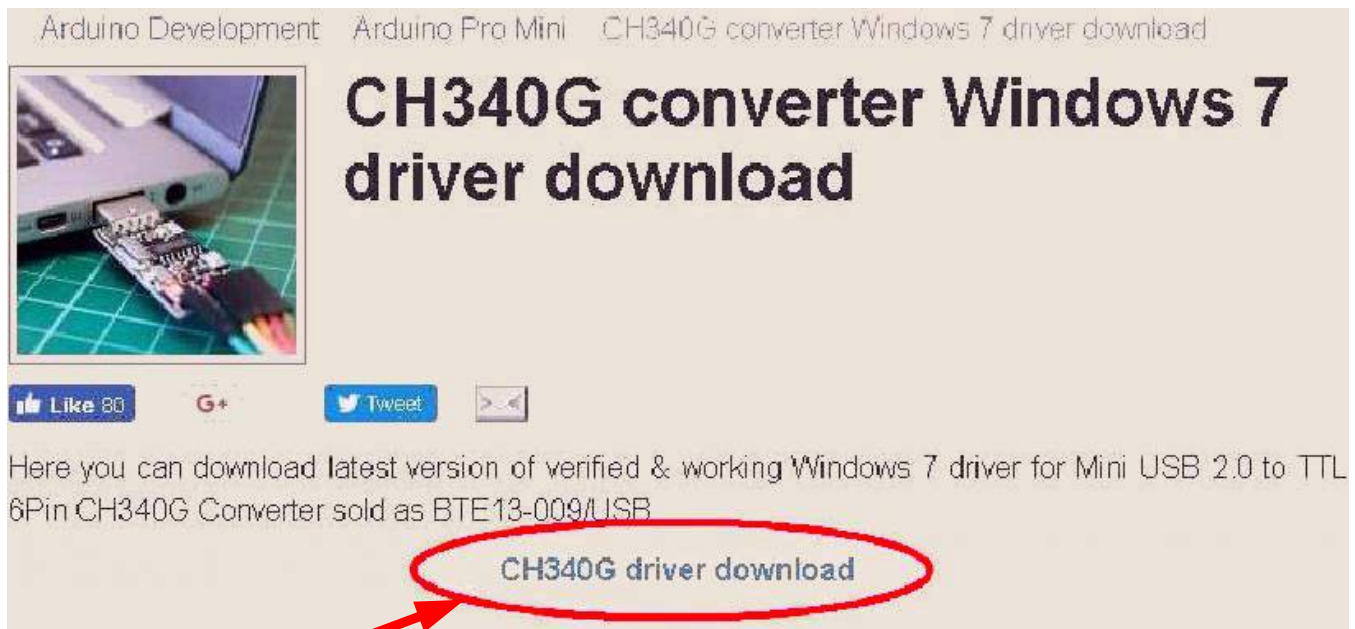 Arduino Development Arduino Pro Mini CH340G converter Windows 7 driver download
CH340G converter Windows 7
driver download
Like 80 G+ Tweet
Here you can download latest version of verified & working Windows 7 driver for Mini USB 2.0 to TTL
6Pin CH340G Converter sold as BTE13-009/USB
CH340G driver download